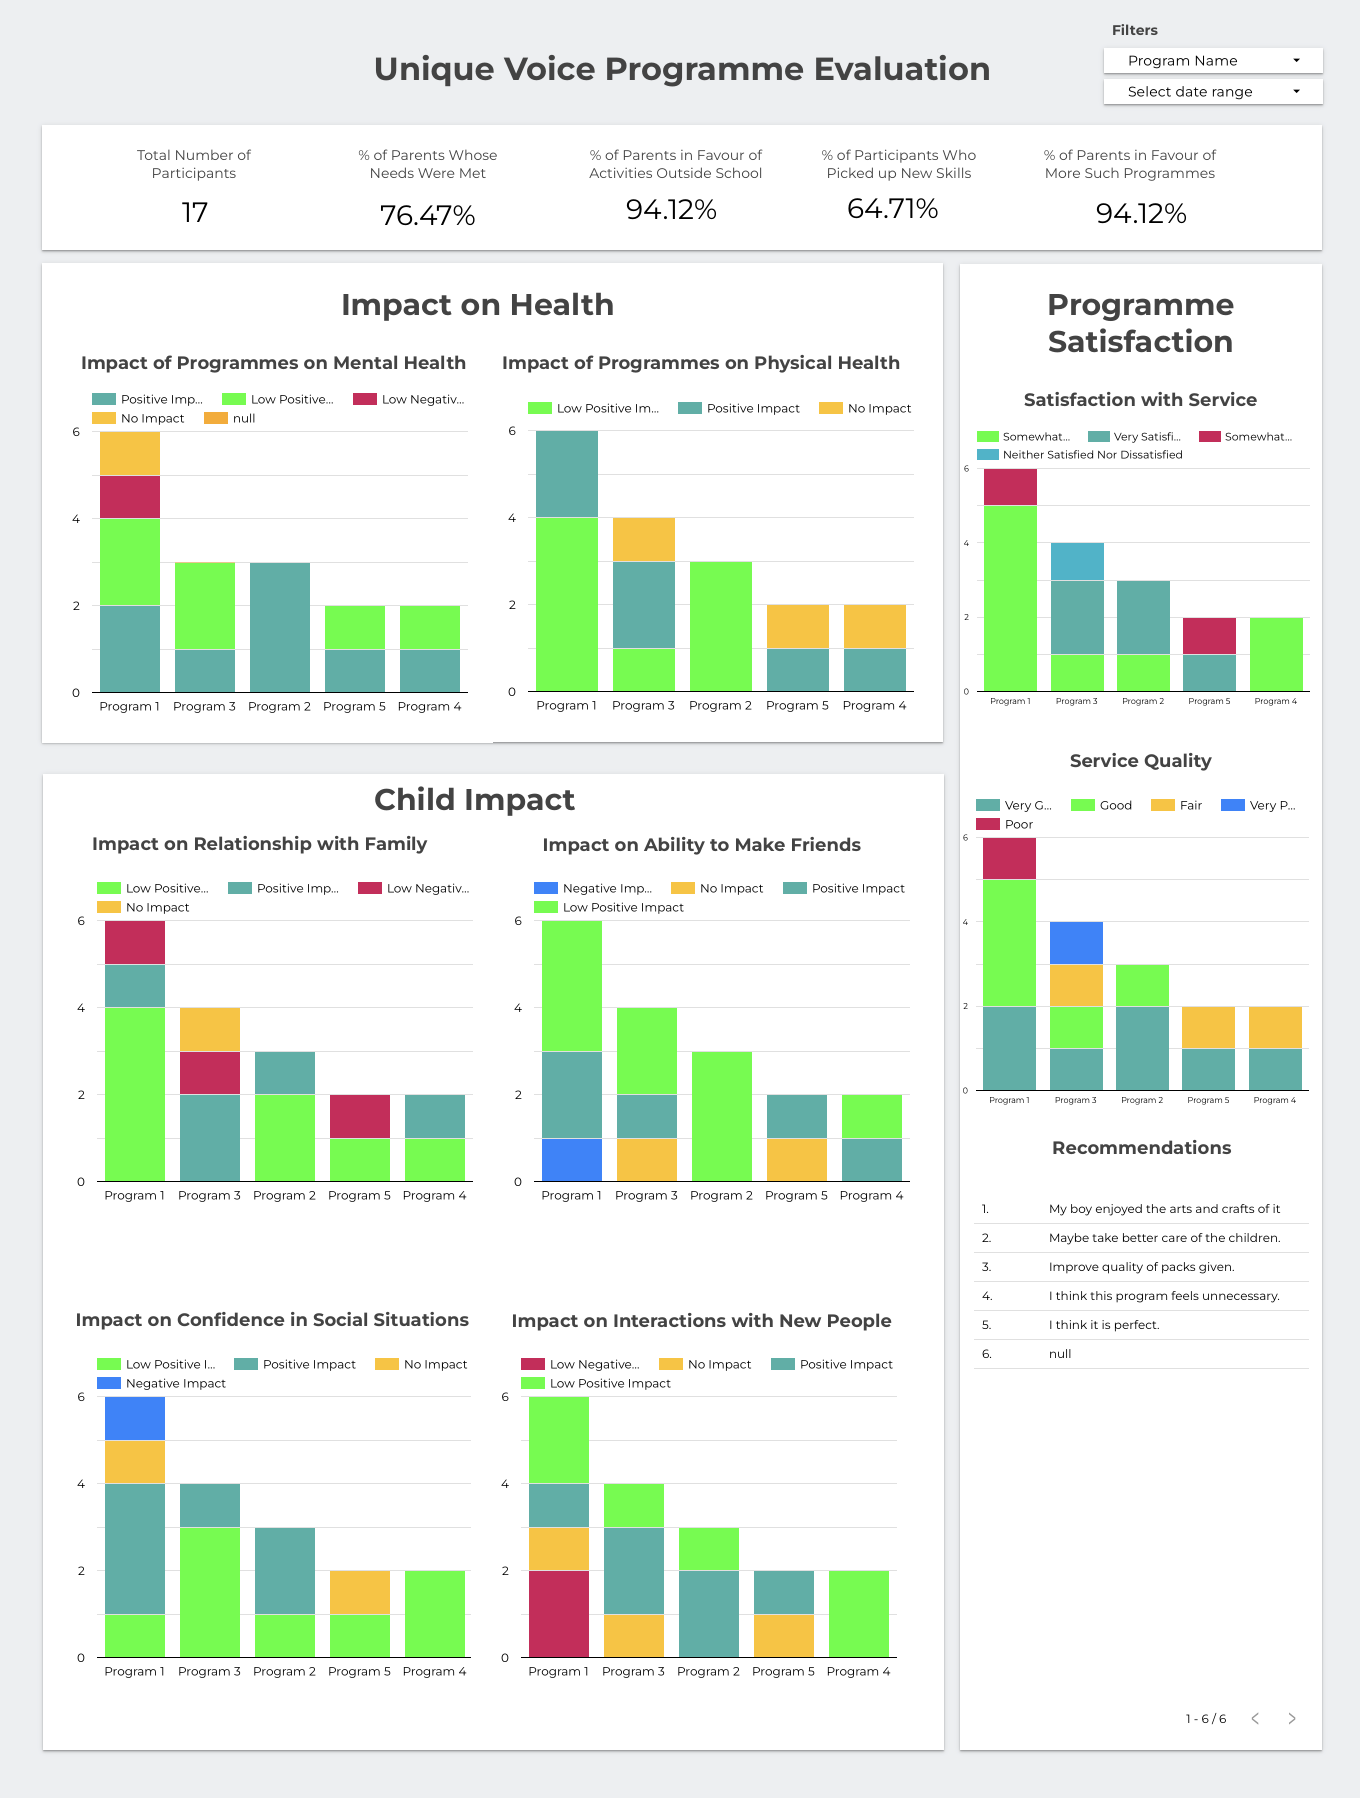 Filters
Unique Voice Programme Evaluation
Program Name
Select date range
Total Number of
Participants
17
% of Parents Whose
Needs Were Met
76.47%
% of Parents in Favour of
Activities Outside School
94.12%
% of Participants Who
Picked up New Skills
64.71%
% of Parents in Favour of
More Such Programmes
94.12%
Impact on Health
Impact of Programmes on Mental Health
Positive Imp... Low Positive... Low Negativ...
No Impact null
6
4
2
0
Program 1 Program 3 Program 2 Program 5 Program 4
Impact of Programmes on Physical Health
Low Positive Im... Positive Impact No Impact
6
4
2
0
Program 1 Program 3 Program 2 Program 5 Program 4
Child Impact
Impact on Relationship with Family
Low Positive... Positive Imp... Low Negativ...
No Impact
6
4
2
0
Program 1 Program 3 Program 2 Program 5 Program 4
Impact on Ability to Make Friends
Negative Imp... No Impact Positive Impact
Low Positive Impact
6
4
2
0
Program 1 Program 3 Program 2 Program 5 Program 4
Impact on Confidence in Social Situations
Low Positive I... Positive Impact No Impact
Negative Impact
6
4
2
0
Program 1 Program 3 Program 2 Program 5 Program 4
Impact on Interactions with New People
Low Negative... No Impact Positive Impact
Low Positive Impact
6
4
2
0
Program 1 Program 3 Program 2 Program 5 Program 4
Programme
Satisfaction
Satisfaction with Service
Somewhat... Very Satisfi... Somewhat...
Neither Satisfied Nor Dissatisfied
6
4
2
0
Program 1 Program 3 Program 2 Program 5 Program 4
Service Quality
Very G... Good Fair Very P...
Poor
6
4
2
0
Program 1 Program 3 Program 2 Program 5 Program 4
Recommendations
1. My boy enjoyed the arts and crafts of it
2. Maybe take better care of the children.
3. Improve quality of packs given.
4. I think this program feels unnecessary.
5. I think it is perfect.
6. null
1 - 6 / 6